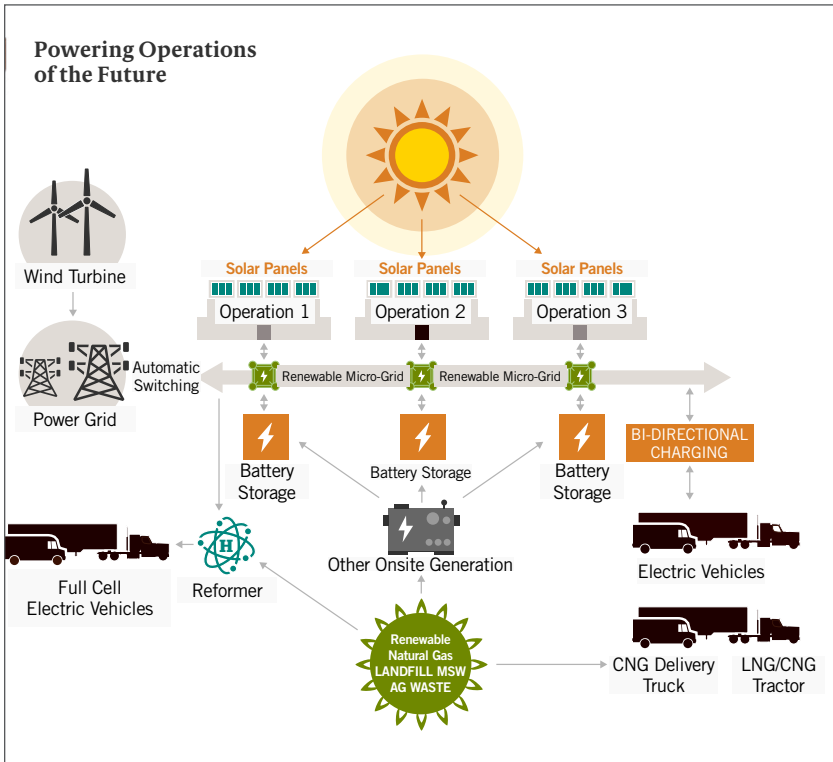 Powering Operations
of the Future
Wind Turbine
Power Grid
Automatic
Switching
Solar Panels
Operation 1
Solar Panels
Operation 2
Solar Panels
Operation 3
Renewable Micro-Grid
Renewable Micro-Grid
Battery
Storage
Battery Storage
Battery
Storage
BI-DIRECTIONAL
CHARGING
Full Cell
Electric Vehicles
H
Reformer
Other Onsite Generation
Electric Vehicles
Renewable
Natural Gas
LANDFILL MSW
AG WASTE
CNG Delivery
Truck
LNG/CNG
Tractor